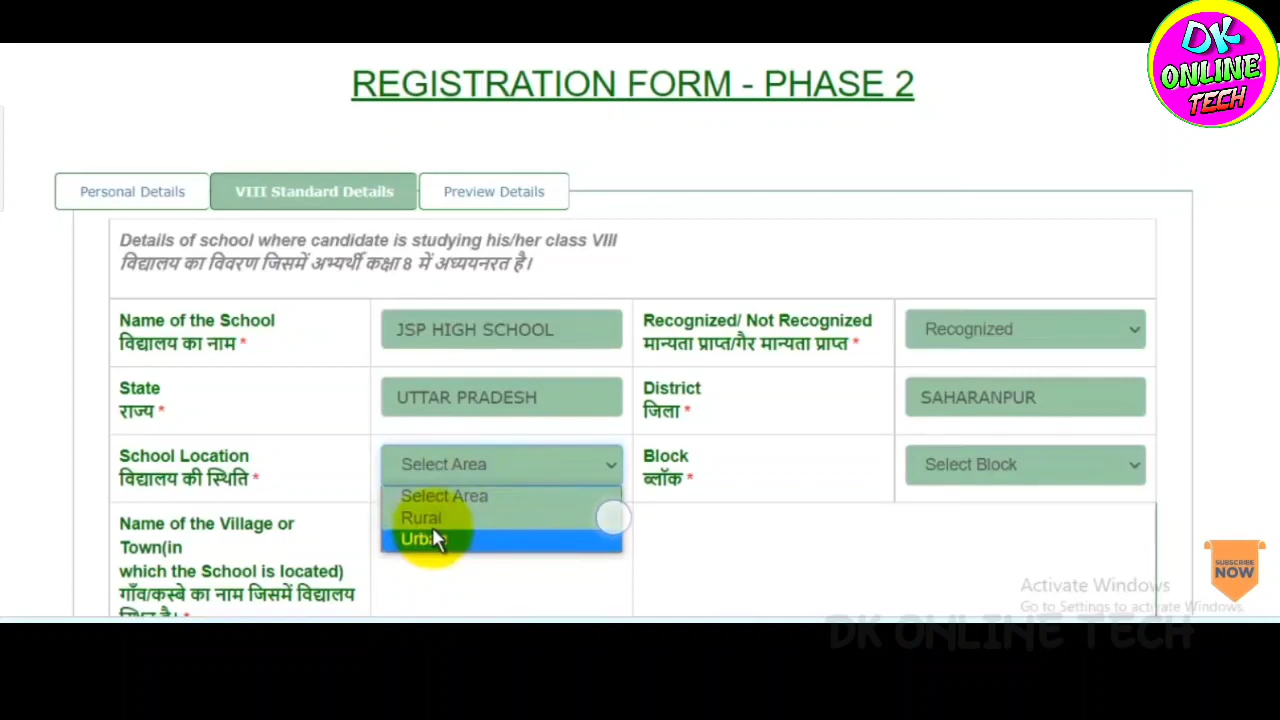 DK
ONLINE
TECH
REGISTRATION FORM - PHASE 2
Personal Details
VIII Standard Details
Preview Details
Details of school where candidate is studying his/her class VIII
विद्यालय का विवरण जिसमें अभ्यर्थी कक्षा 8 में अध्ययनरत है।
Name of the School
विद्यालय का नाम *
JSP HIGH SCHOOL
Recognized/ Not Recognized
मान्यता प्राप्त/गैर मान्यता प्राप्त *
Recognized
State
राज्य *
UTTAR PRADESH
District
जिला *
SAHARANPUR
School Location
विद्यालय की स्थिति *
Select Area
Block
ब्लॉक *
Select Block
Select Area
Rural
Urban
Name of the Village or
Town(in
which the School is located)
गाँव/कस्बे का नाम जिसमें विद्यालय
स्थित है। *
SUBSCRIBE
NOW
Activate Windows
Go to Settings to activate Windows.
DK ONLINE TECH